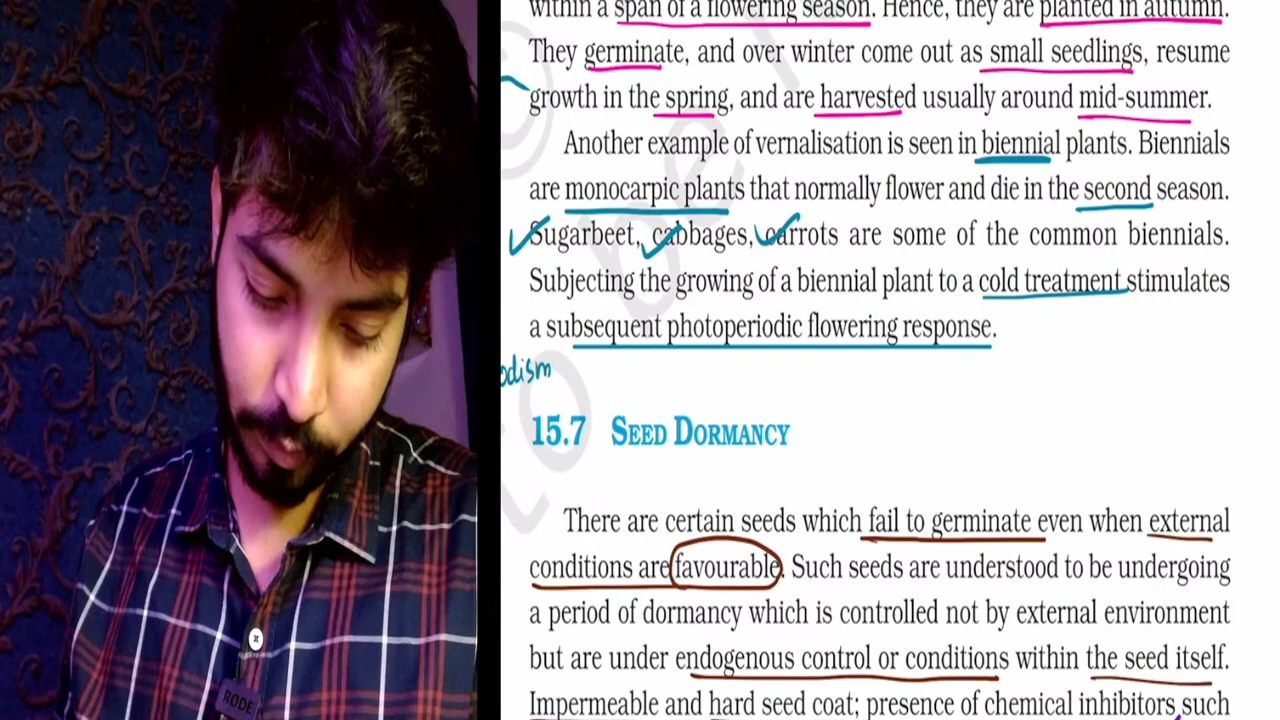 within a span of a flowering season. Hence, they are planted in autumn.
They germinate, and over winter come out as small seedlings, resume
growth in the spring, and are harvested usually around mid-summer.
Another example of vernalisation is seen in biennial plants. Biennials
are monocarpic plants that normally flower and die in the second season.
Sugarbeet, cabbages, carrots are some of the common biennials.
Subjecting the growing of a biennial plant to a cold treatment stimulates
a subsequent photoperiodic flowering response.
odism
15.7 SEED DORMANCY
There are certain seeds which fail to germinate even when external
conditions are favourable. Such seeds are understood to be undergoing
a period of dormancy which is controlled not by external environment
but are under endogenous control or conditions within the seed itself.
Impermeable and hard seed coat; presence of chemical inhibitors such
RODE